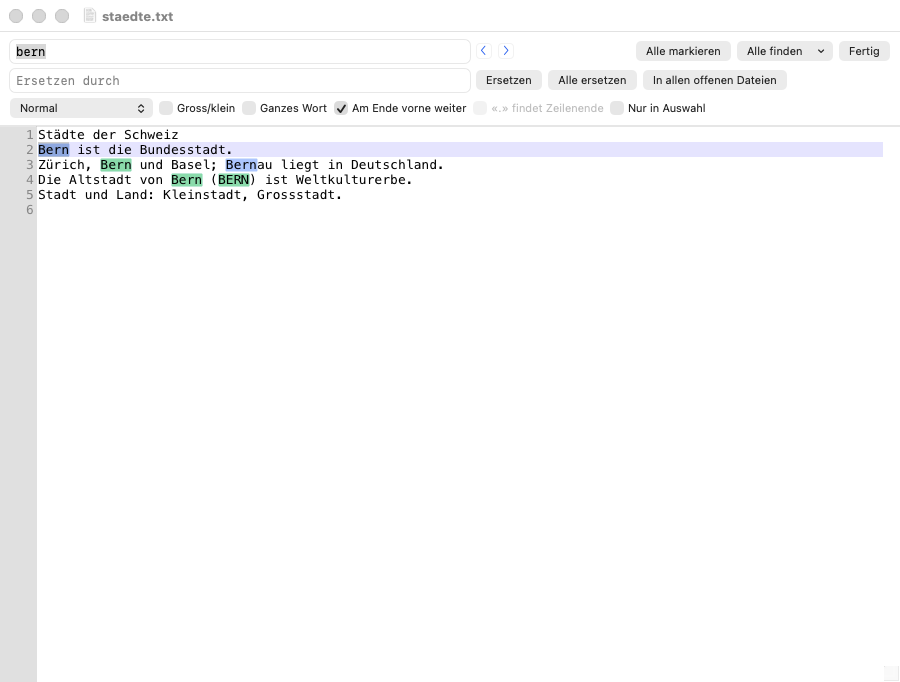 staedte.txt
bern
Alle markieren Alle finden Fertig
Ersetzen durch
Ersetzen Alle ersetzen In allen offenen Dateien
Normal Gross/klein Ganzes Wort Am Ende vorne weiter «.» findet Zeilenende Nur in Auswahl
1 Städte der Schweiz
2 Bern ist die Bundesstadt.
3 Zürich, Bern und Basel; Bernau liegt in Deutschland.
4 Die Altstadt von Bern (BERN) ist Weltkulturerbe.
5 Stadt und Land: Kleinstadt, Grossstadt.
6